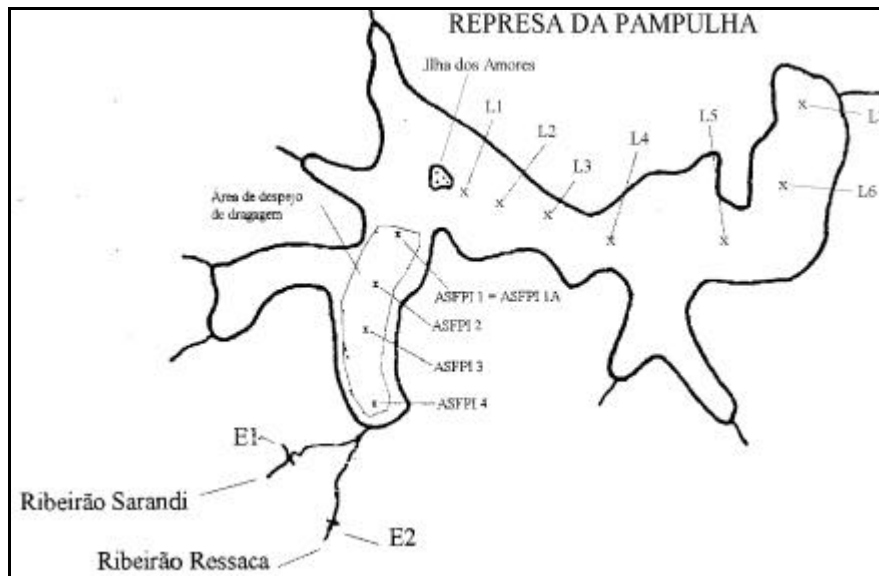 REPRESA DA PAMPULHA
Ilha dos Amores
L1
L2
L3
L4
L5
L6
Área de despejo
de dragagem
ASFPI 1 = ASFPI 1A
ASFPI 2
ASFPI 3
ASFPI 4
E1
Ribeirão Sarandi
E2
Ribeirão Ressaca